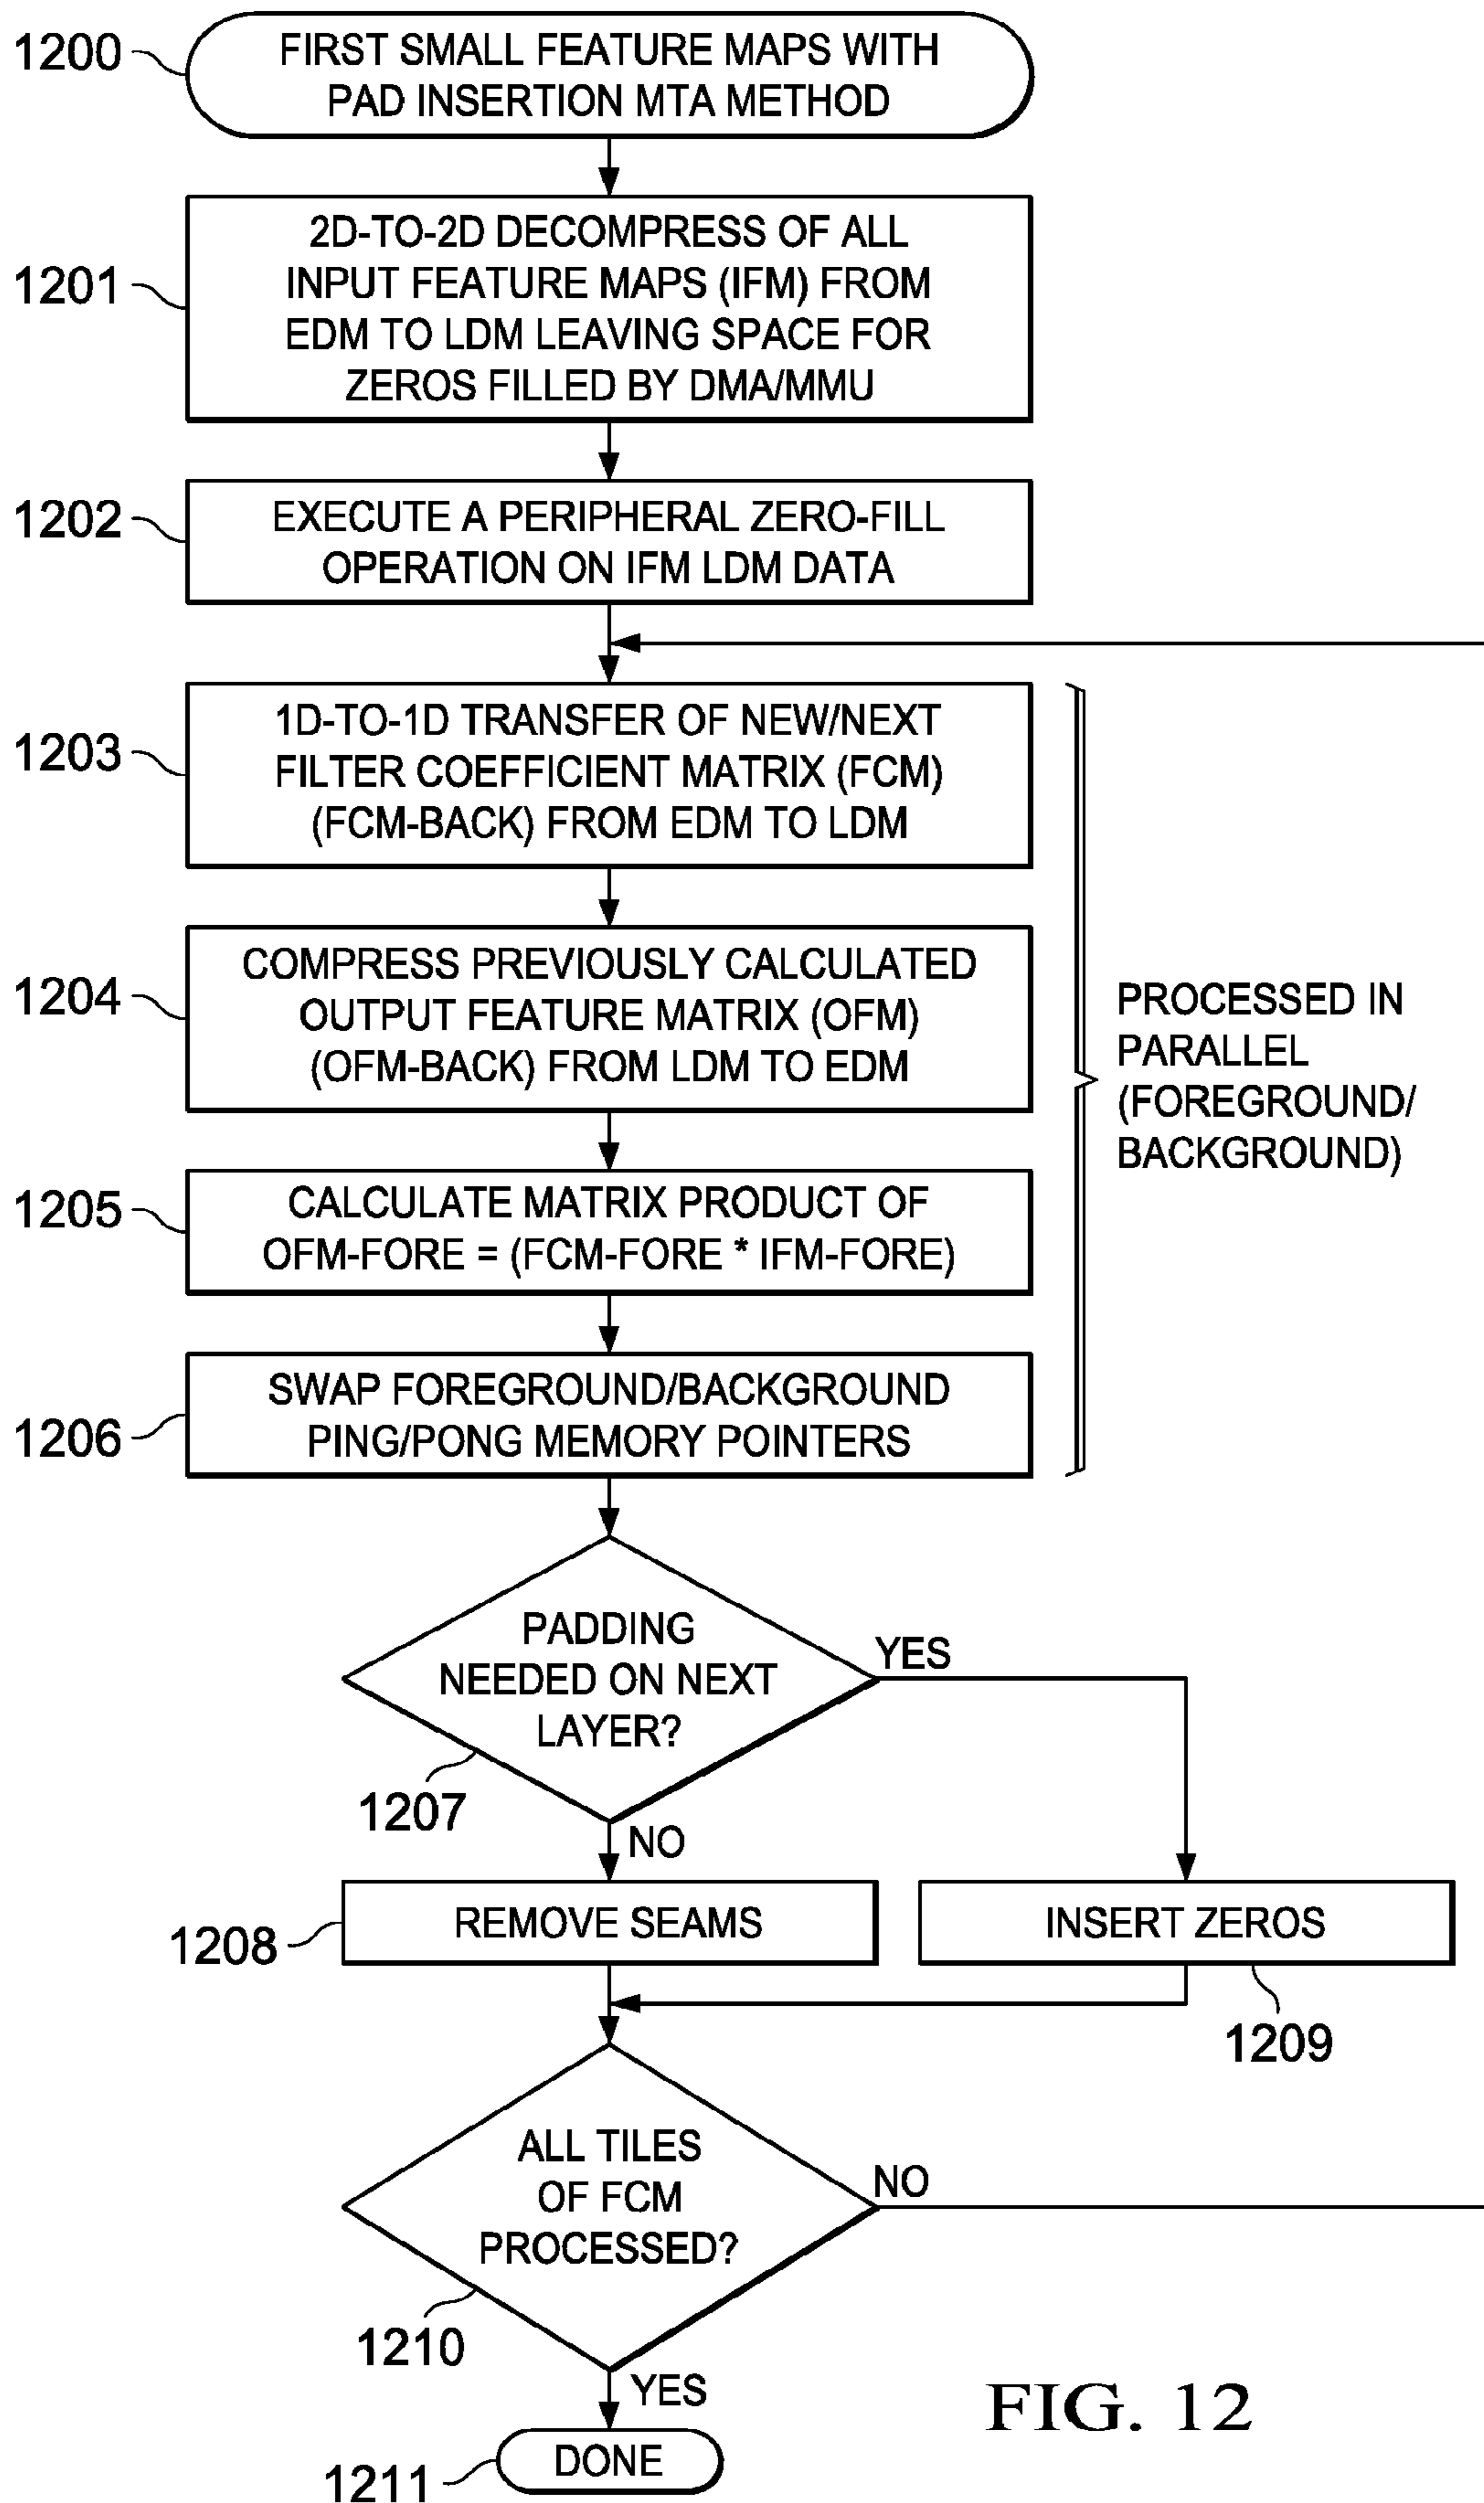 1200
FIRST SMALL FEATURE MAPS WITH
PAD INSERTION MTA METHOD
1201
2D-TO-2D DECOMPRESS OF ALL
INPUT FEATURE MAPS (IFM) FROM
EDM TO LDM LEAVING SPACE FOR
ZEROS FILLED BY DMA/MMU
1202
EXECUTE A PERIPHERAL ZERO-FILL
OPERATION ON IFM LDM DATA
1203
1D-TO-1D TRANSFER OF NEW/NEXT
FILTER COEFFICIENT MATRIX (FCM)
(FCM-BACK) FROM EDM TO LDM
1204
COMPRESS PREVIOUSLY CALCULATED
OUTPUT FEATURE MATRIX (OFM)
(OFM-BACK) FROM LDM TO EDM
PROCESSED IN
PARALLEL
(FOREGROUND/
BACKGROUND)
1205
CALCULATE MATRIX PRODUCT OF
OFM-FORE = (FCM-FORE * IFM-FORE)
1206
SWAP FOREGROUND/BACKGROUND
PING/PONG MEMORY POINTERS
PADDING
NEEDED ON NEXT
LAYER?
YES
1207
NO
1208
REMOVE SEAMS
INSERT ZEROS
1209
ALL TILES
OF FCM
PROCESSED?
NO
1210
YES
DONE
1211
FIG. 12